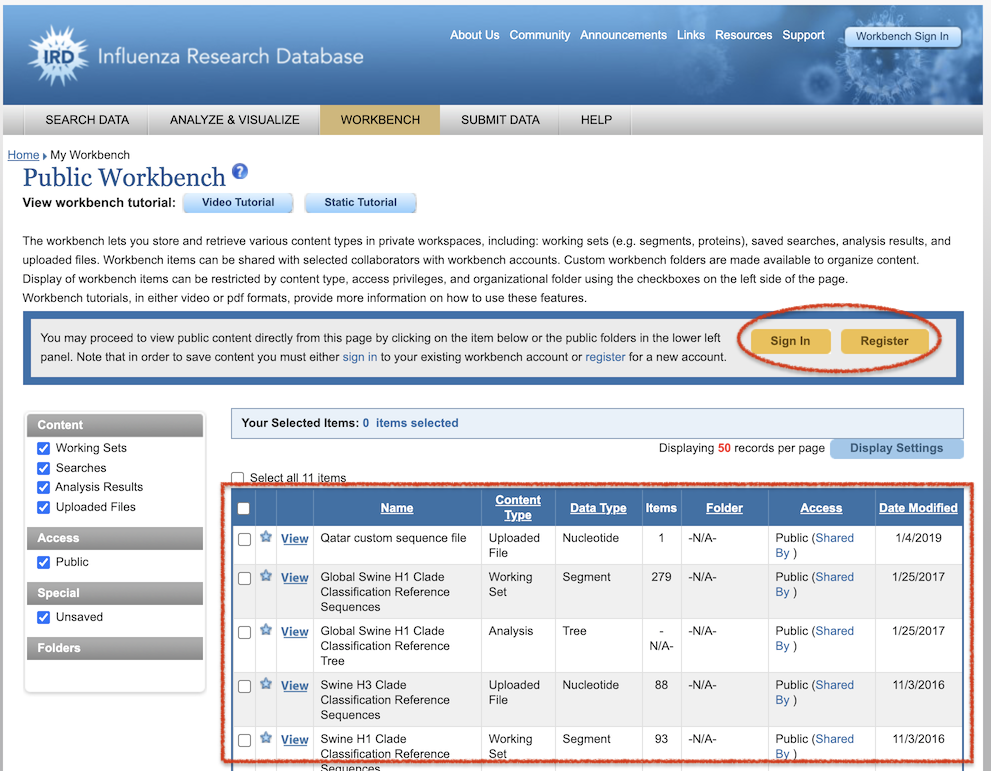 About Us Community Announcements Links Resources Support Workbench Sign In
IRD Influenza Research Database
SEARCH DATA ANALYZE & VISUALIZE WORKBENCH SUBMIT DATA HELP
Home My Workbench
Public Workbench ?
View workbench tutorial: Video Tutorial Static Tutorial
The workbench lets you store and retrieve various content types in private workspaces, including: working sets (e.g. segments, proteins), saved searches, analysis results, and
uploaded files. Workbench items can be shared with selected collaborators with workbench accounts. Custom workbench folders are made available to organize content.
Display of workbench items can be restricted by content type, access privileges, and organizational folder using the checkboxes on the left side of the page.
Workbench tutorials, in either video or pdf formats, provide more information on how to use these features.
You may proceed to view public content directly from this page by clicking on the item below or the public folders in the lower left
panel. Note that in order to save content you must either sign in to your existing workbench account or register for a new account.
Sign In Register
Content
Working Sets
Searches
Analysis Results
Uploaded Files
Access
Public
Special
Unsaved
Folders
Your Selected Items: 0 items selected
Displaying 50 records per page Display Settings
Select all 11 items
Name Content Type Data Type Items Folder Access Date Modified
View Qatar custom sequence file Uploaded File Nucleotide 1 -N/A- Public (Shared By ) 1/4/2019
View Global Swine H1 Clade Classification Reference Sequences Working Set Segment 279 -N/A- Public (Shared By ) 1/25/2017
View Global Swine H1 Clade Classification Reference Tree Analysis Tree -N/A- -N/A- Public (Shared By ) 1/25/2017
View Swine H3 Clade Classification Reference Sequences Uploaded File Nucleotide 88 -N/A- Public (Shared By ) 11/3/2016
View Swine H1 Clade Classification Reference Sequences Working Set Segment 93 -N/A- Public (Shared By ) 11/3/2016